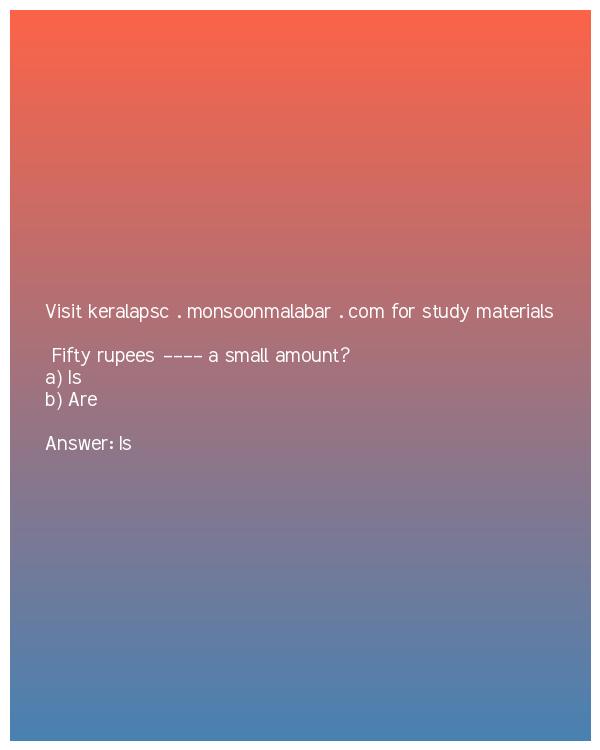 Visit keralapsc . monsoonmalabar . com for study materials
Fifty rupees ---- a small amount?
a) Is
b) Are
Answer: Is